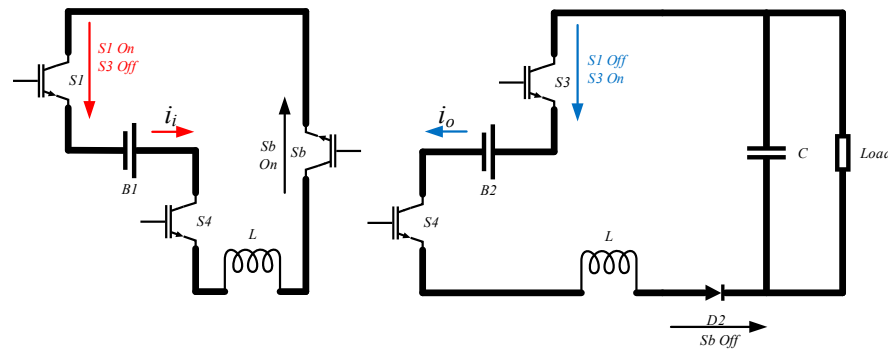 S1 On
S3 Off
S1
i_i
B1
Sb
On
Sb
S4
L
S1 Off
S3 On
S3
i_o
B2
S4
C
Load
L
D2
Sb Off